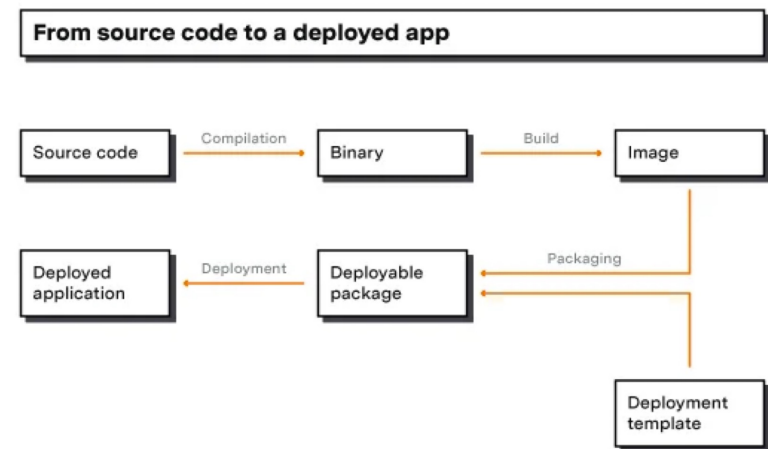 From source code to a deployed app
Compilation
Build
Source code
Binary
Image
Packaging
Deployment
Deployed
application
Deployable
package
Deployment
template